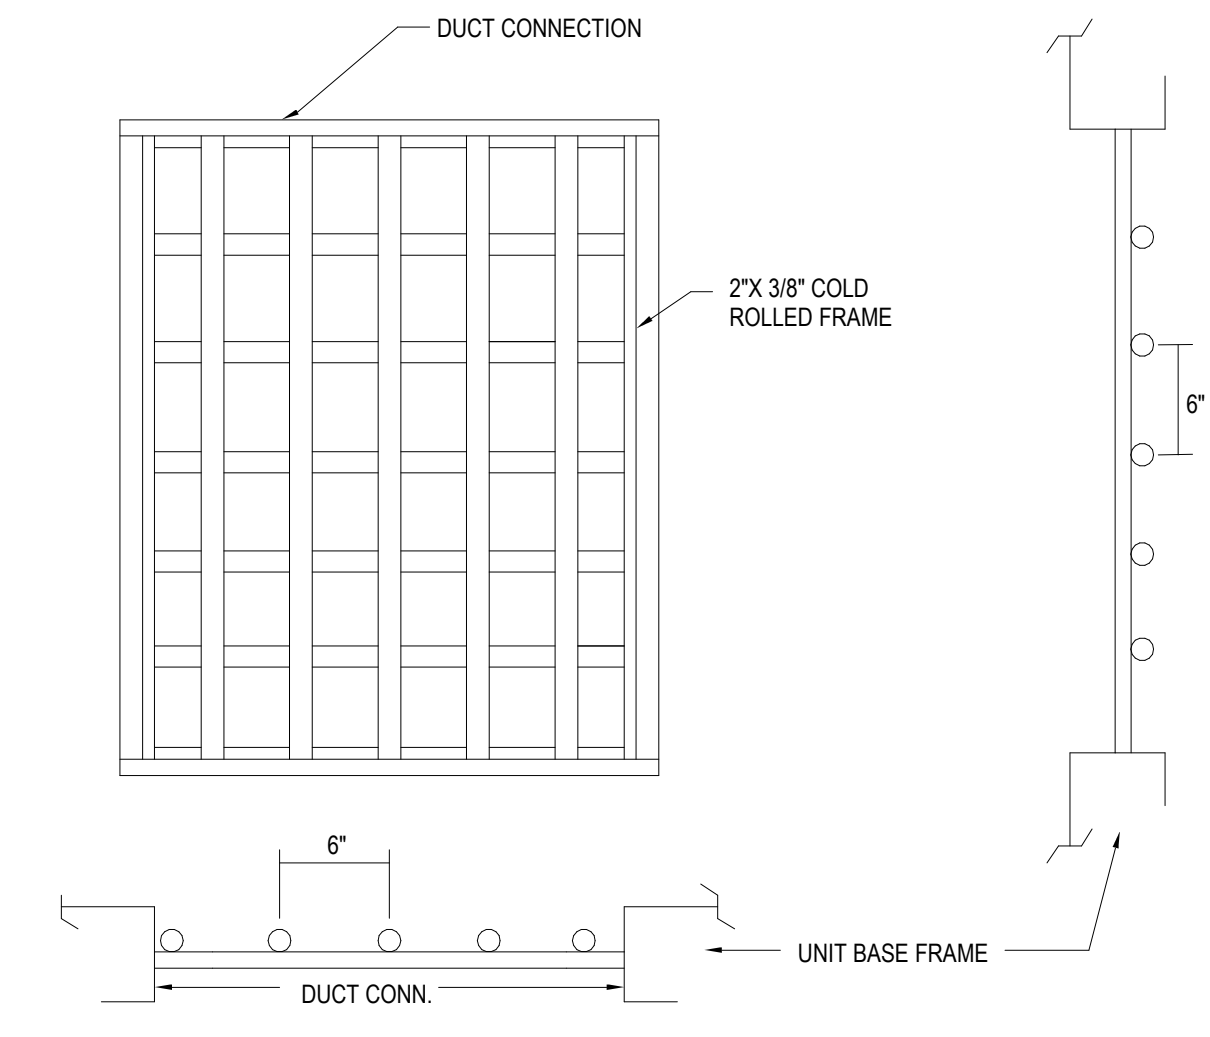 DUCT CONNECTION
2"X 3/8" COLD
ROLLED FRAME
6"
6"
UNIT BASE FRAME
DUCT CONN.